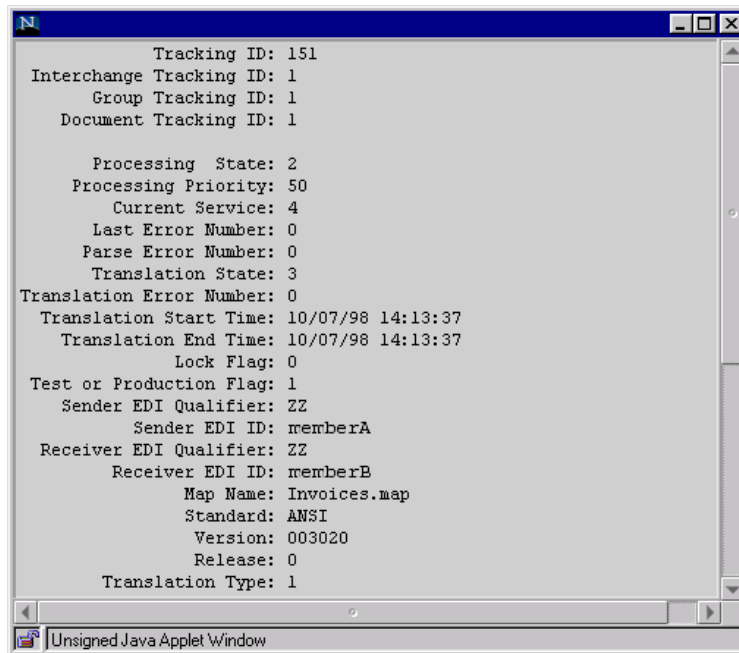 N
Tracking ID: 151
Interchange Tracking ID: 1
Group Tracking ID: 1
Document Tracking ID: 1
Processing State: 2
Processing Priority: 50
Current Service: 4
Last Error Number: 0
Parse Error Number: 0
Translation State: 3
Translation Error Number: 0
Translation Start Time: 10/07/98 14:13:37
Translation End Time: 10/07/98 14:13:37
Lock Flag: 0
Test or Production Flag: 1
Sender EDI Qualifier: ZZ
Sender EDI ID: memberA
Receiver EDI Qualifier: ZZ
Receiver EDI ID: memberB
Map Name: Invoices.map
Standard: ANSI
Version: 003020
Release: 0
Translation Type: 1
Unsigned Java Applet Window